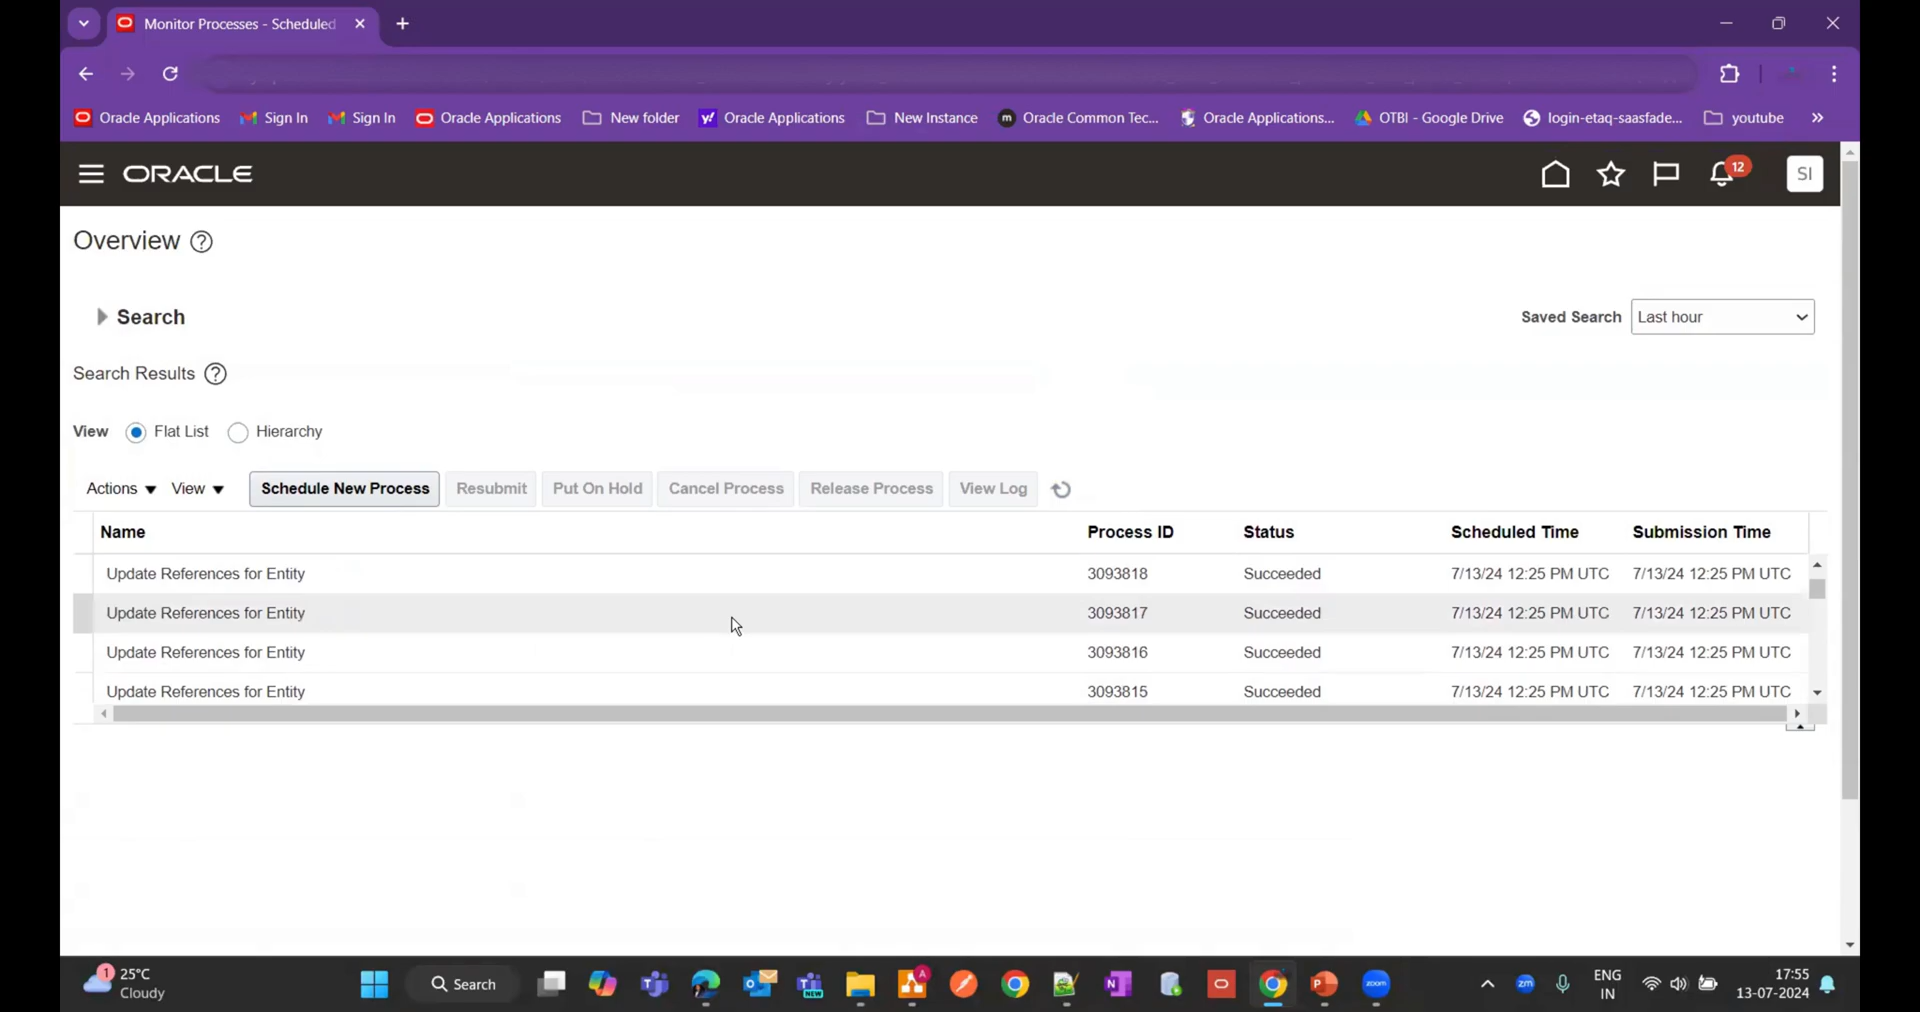 Monitor Processes - Scheduled
Oracle Applications Sign In Sign In Oracle Applications New folder Oracle Applications New Instance Oracle Common Tec... Oracle Applications... OTBI - Google Drive login-etaq-saasfade... youtube »
ORACLE 12 SI
Overview ?
Search Saved Search Last hour
Search Results ?
View Flat List Hierarchy
Actions View Schedule New Process Resubmit Put On Hold Cancel Process Release Process View Log
Name Process ID Status Scheduled Time Submission Time
Update References for Entity 3093818 Succeeded 7/13/24 12:25 PM UTC 7/13/24 12:25 PM UTC
Update References for Entity 3093817 Succeeded 7/13/24 12:25 PM UTC 7/13/24 12:25 PM UTC
Update References for Entity 3093816 Succeeded 7/13/24 12:25 PM UTC 7/13/24 12:25 PM UTC
Update References for Entity 3093815 Succeeded 7/13/24 12:25 PM UTC 7/13/24 12:25 PM UTC
1 25°C Search NEW A N P zoom zm ENG 17:55
Cloudy IN 13-07-2024